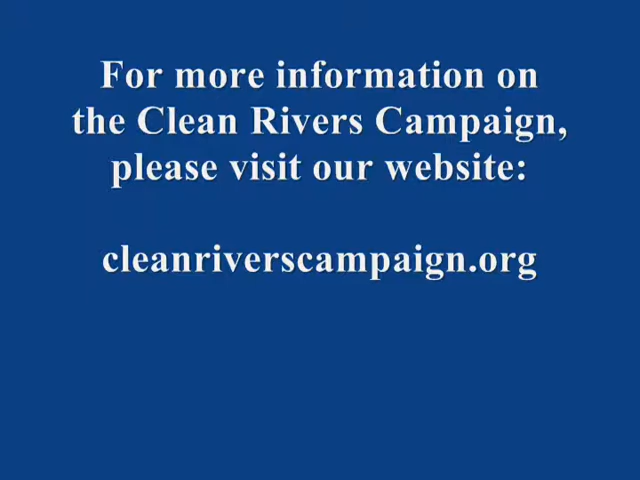 For more information on
the Clean Rivers Campaign,
please visit our website:
cleanriverscampaign.org